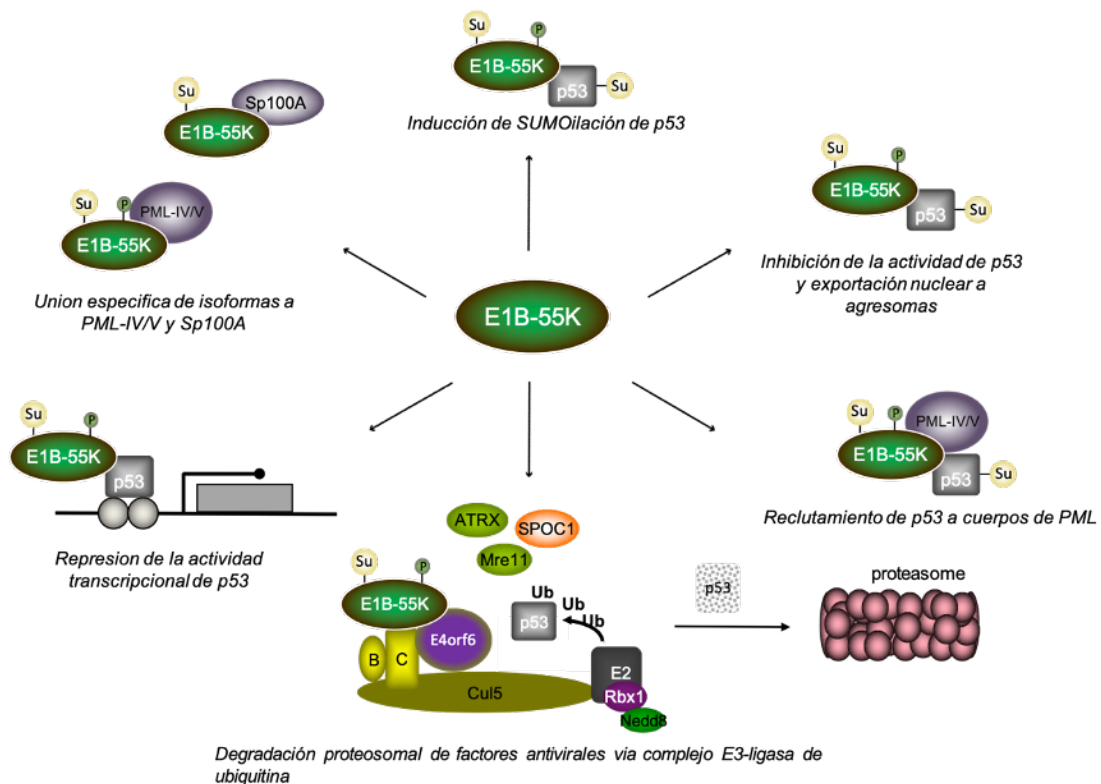 Su
P
E1B-55K
p53
Su
Inducción de SUMOilación de p53
Su
Sp100A
E1B-55K
Su
P
PML-IV/V
E1B-55K
Union especifica de isoformas a
PML-IV/V y Sp100A
Su
P
E1B-55K
p53
Su
Inhibición de la actividad de p53
y exportación nuclear a
agresomas
E1B-55K
Su
P
E1B-55K
p53
Represion de la actividad
transcripcional de p53
Su
P
PML-IV/V
E1B-55K
p53
Su
Reclutamiento de p53 a cuerpos de PML
ATRX
SPOC1
Mre11
Su
P
E1B-55K
E4orf6
B
C
Cul5
Ub
Ub
Ub
p53
E2
Rbx1
Nedd8
p53
proteasome
Degradación proteosomal de factores antivirales via complejo E3-ligasa de
ubiquitina